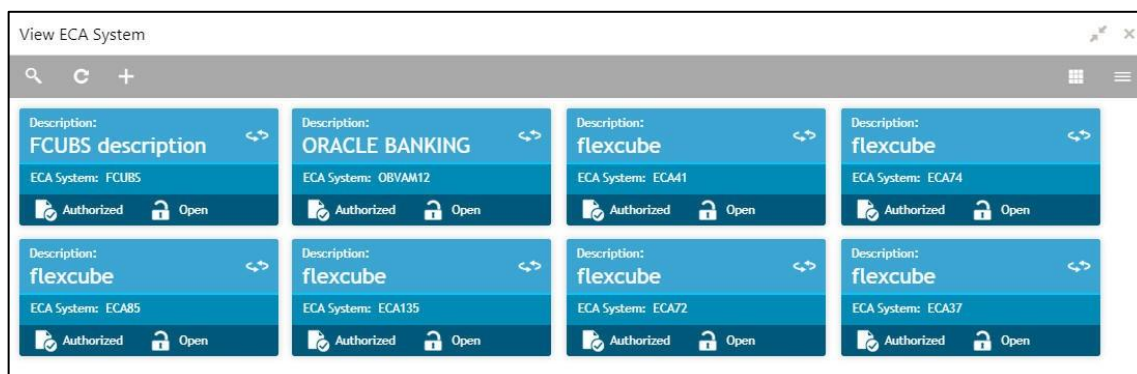 View ECA System
Description:
FCUBS description
ECA System: FCUBS
Authorized Open
Description:
ORACLE BANKING
ECA System: OBVAM12
Authorized Open
Description:
flexcube
ECA System: ECA41
Authorized Open
Description:
flexcube
ECA System: ECA74
Authorized Open
Description:
flexcube
ECA System: ECA85
Authorized Open
Description:
flexcube
ECA System: ECA135
Authorized Open
Description:
flexcube
ECA System: ECA72
Authorized Open
Description:
flexcube
ECA System: ECA37
Authorized Open